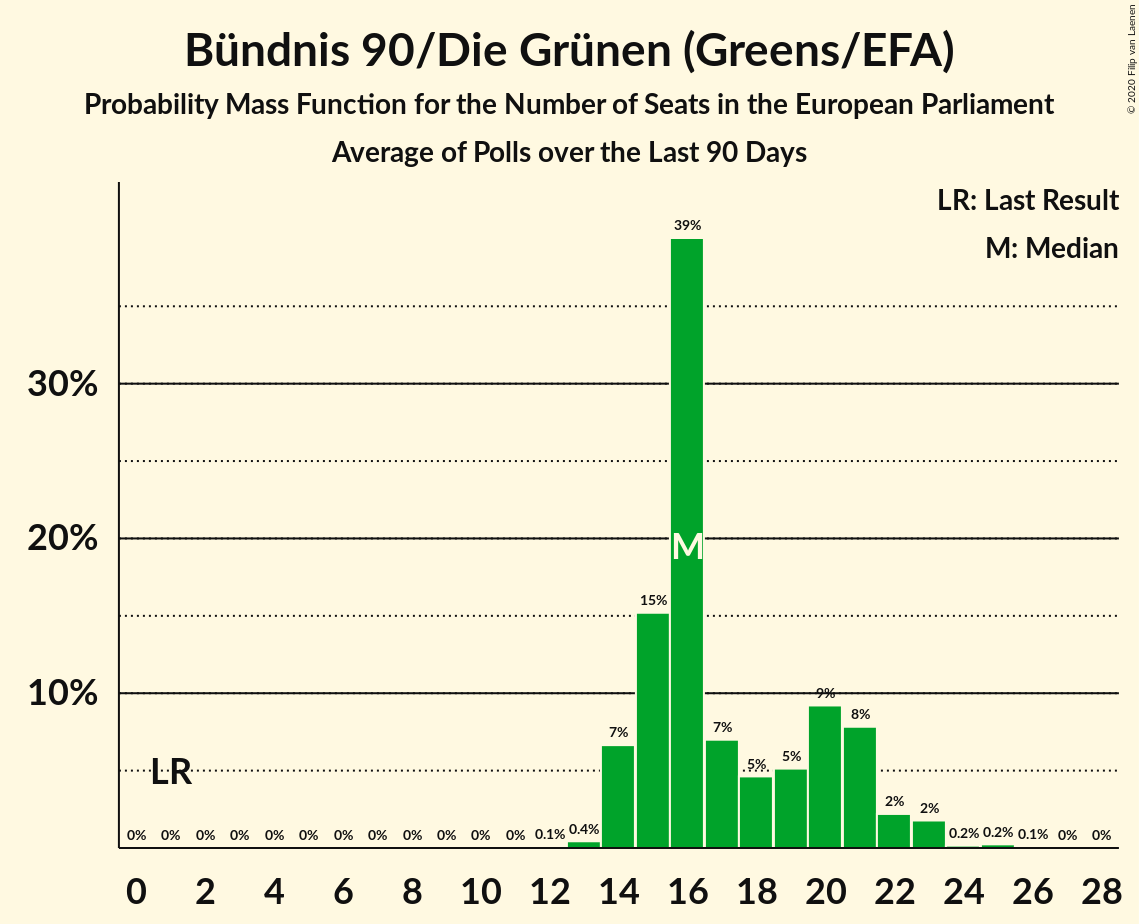 Bündnis 90/Die Grünen (Greens/EFA)
Probability Mass Function for the Number of Seats in the European Parliament
Average of Polls over the Last 90 Days
© 2020 Filip van Laenen
LR: Last Result
M: Median
39%
30%
20%
M
15%
10%
9%
8%
7%
7%
5%
5%
LR
2%
2%
0% 0% 0% 0% 0% 0% 0% 0% 0% 0% 0% 0% 0.1% 0.4% 0.2% 0.2% 0.1% 0% 0%
0 2 4 6 8 10 12 14 16 18 20 22 24 26 28